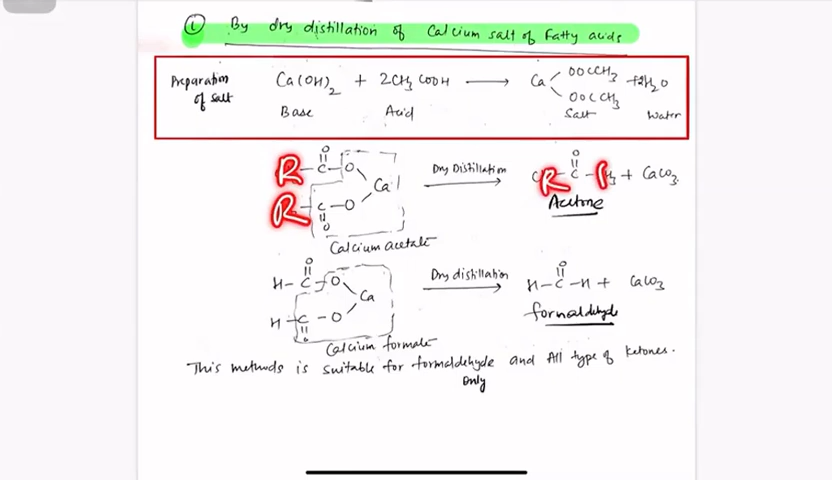 ① By dry distillation of Calcium salt of Fatty acids
Preparation of salt
Ca(OH)₂ + 2CH₃COOH ⟶ Ca < OOCCH₃ OOCCH₃ + 2H₂O
Base Acid Salt Water
O O
R - C - O Dry Distillation R - C - + CaCO₃
Ca
R - C - O Acetone
O
Calcium acetate
O O
H - C - O Dry distillation H - C - H + CaCO₃
Ca
H - C - O formaldehyde
O
Calcium formate
This methods is suitable for formaldehyde and All type of ketones.
only